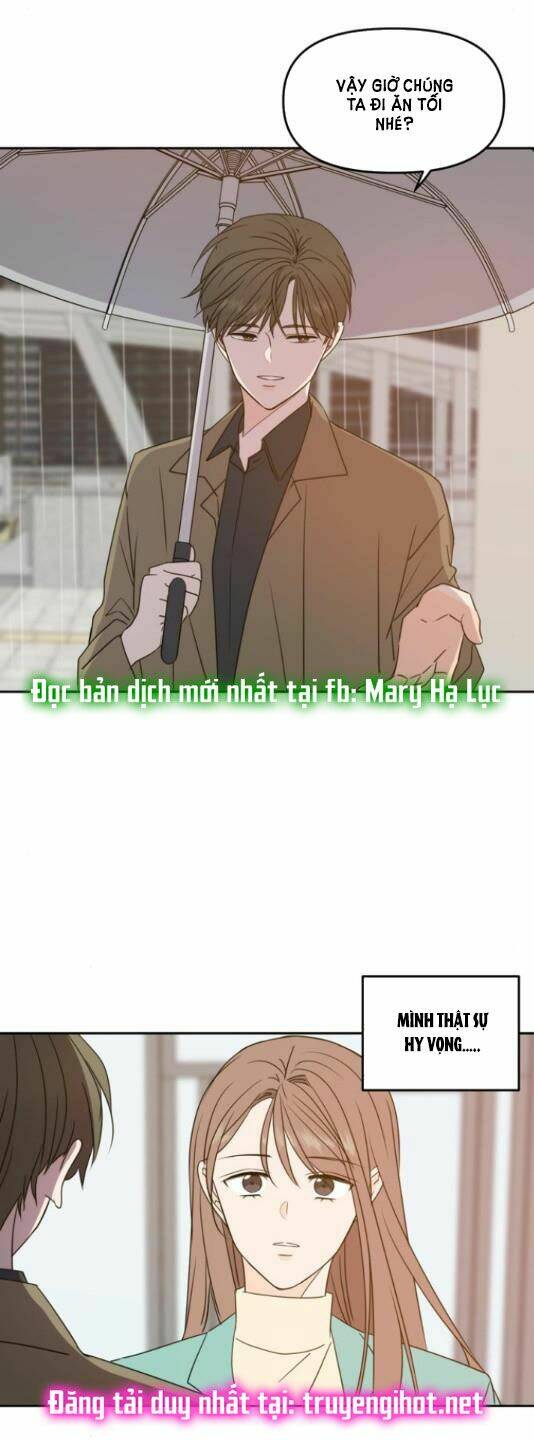 VẬY GIỜ CHÚNG
TA ĐI ĂN TỐI
NHÉ?
Đọc bản dịch mới nhất tại fb: Mary Hạ Lục
MÌNH THẬT SỰ
HY VỌNG.....
Đăng tải duy nhất tại : truyengihot.net